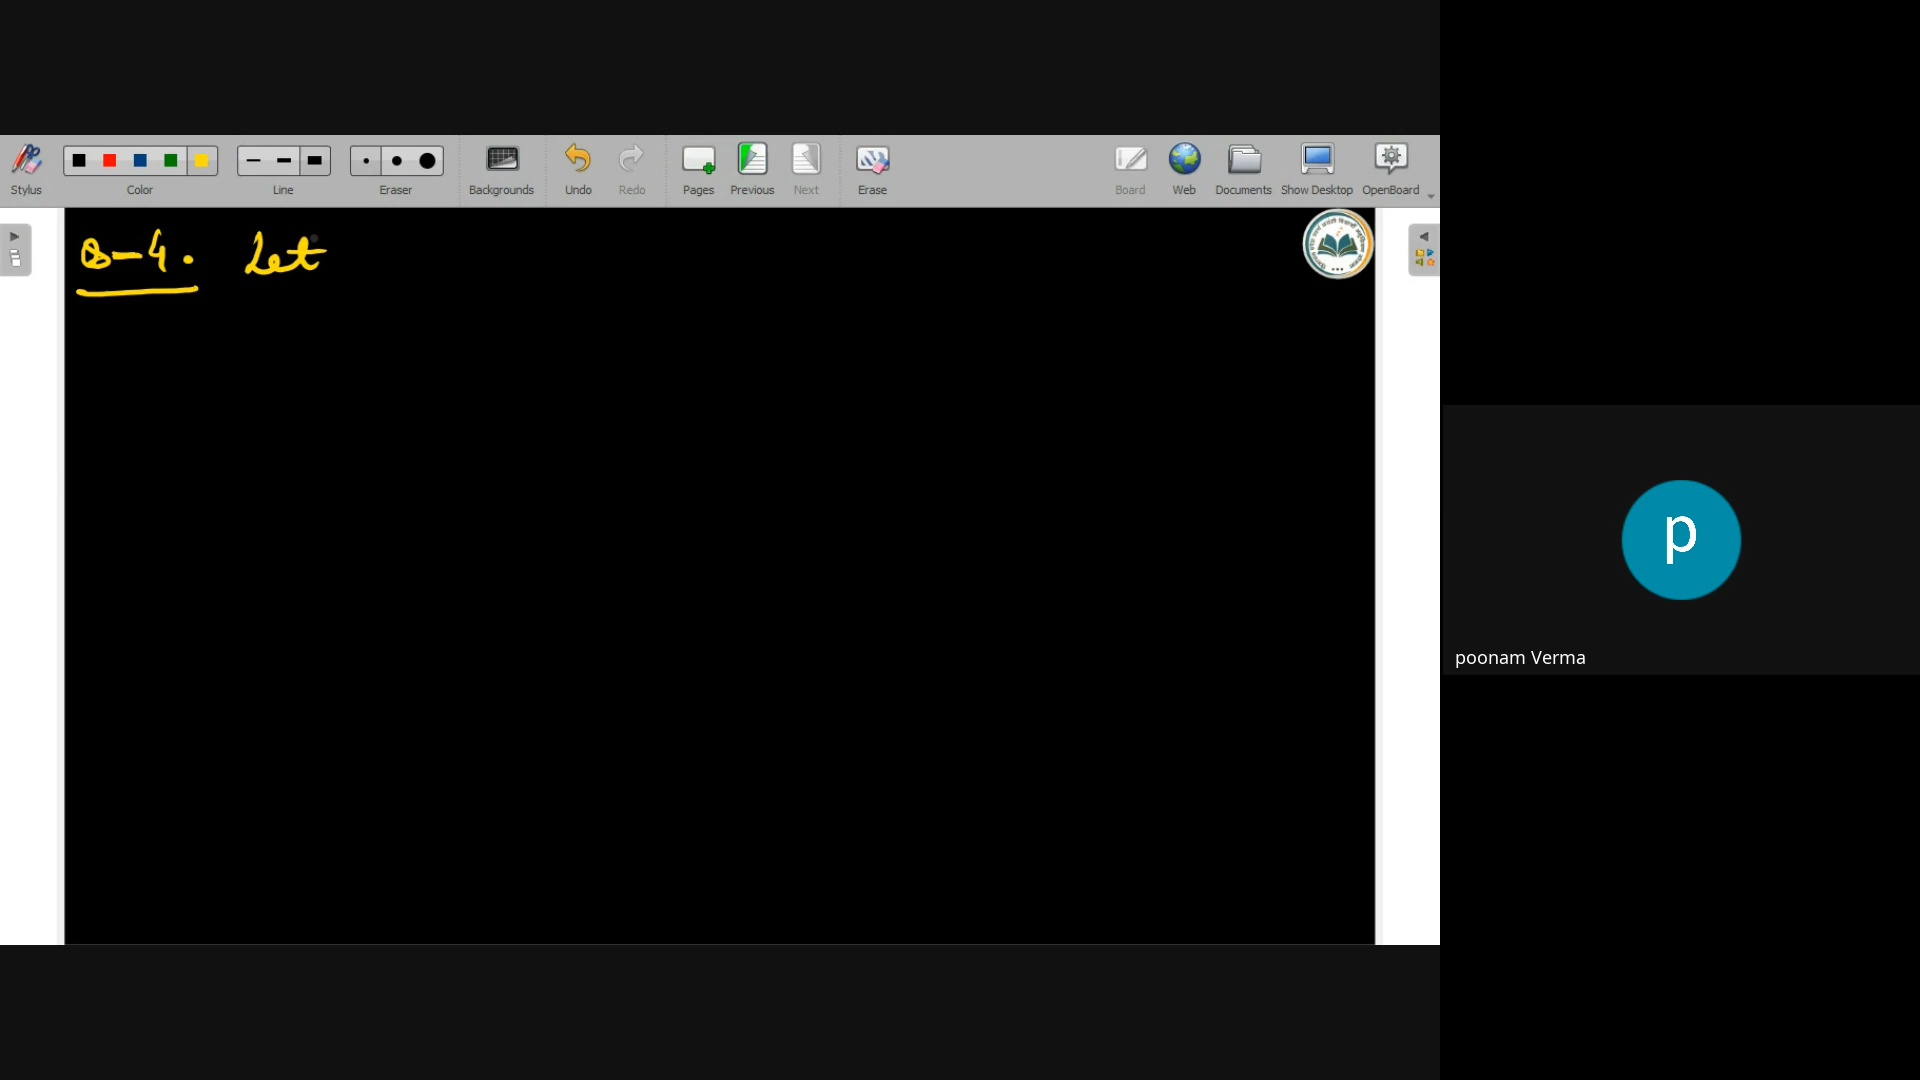 Stylus Color Line Eraser Backgrounds Undo Redo Pages Previous Next Erase Board Web Documents Show Desktop OpenBoard
Q-4. Let
p
poonam Verma